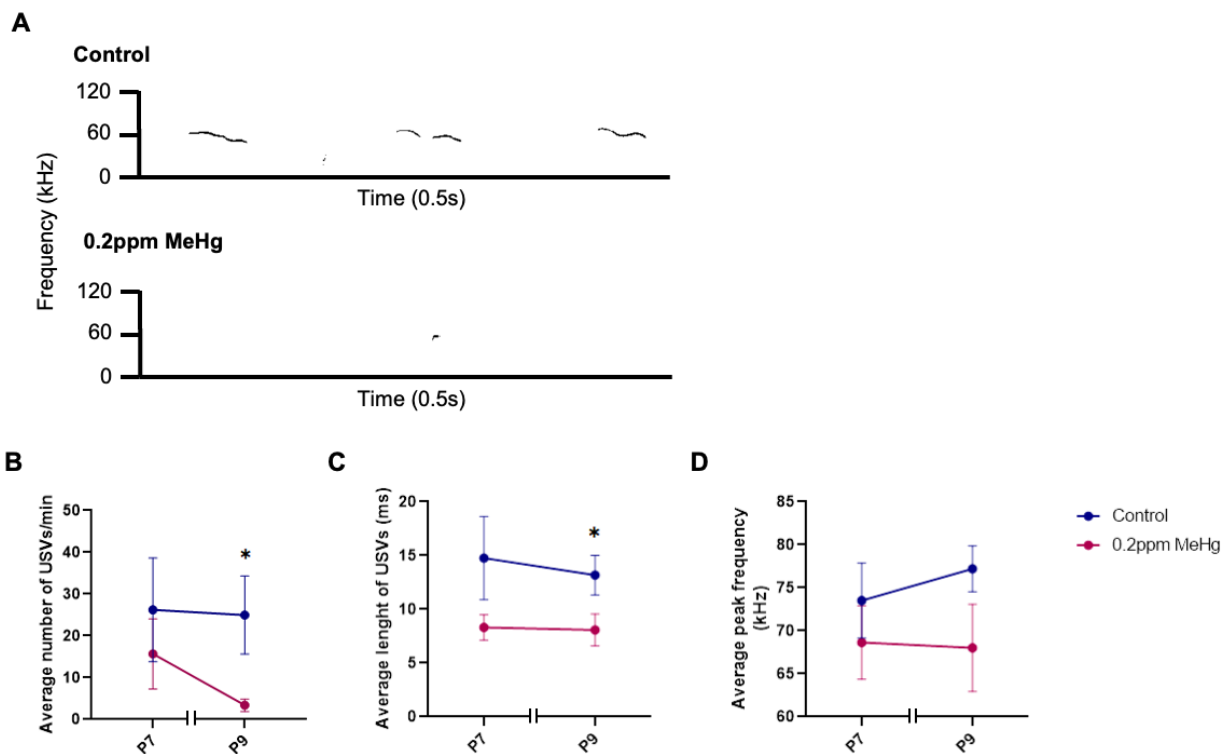 A
Control
120
60
0
Time (0.5s)
Frequency (kHz)
0.2ppm MeHg
120
60
0
Time (0.5s)
B
Average number of USVs/min
50
40
30
20
10
0
*
P7
P9
C
Average lenght of USVs (ms)
20
15
10
5
0
*
P7
P9
D
Average peak frequency
(kHz)
85
80
75
70
65
60
P7
P9
Control
0.2ppm MeHg